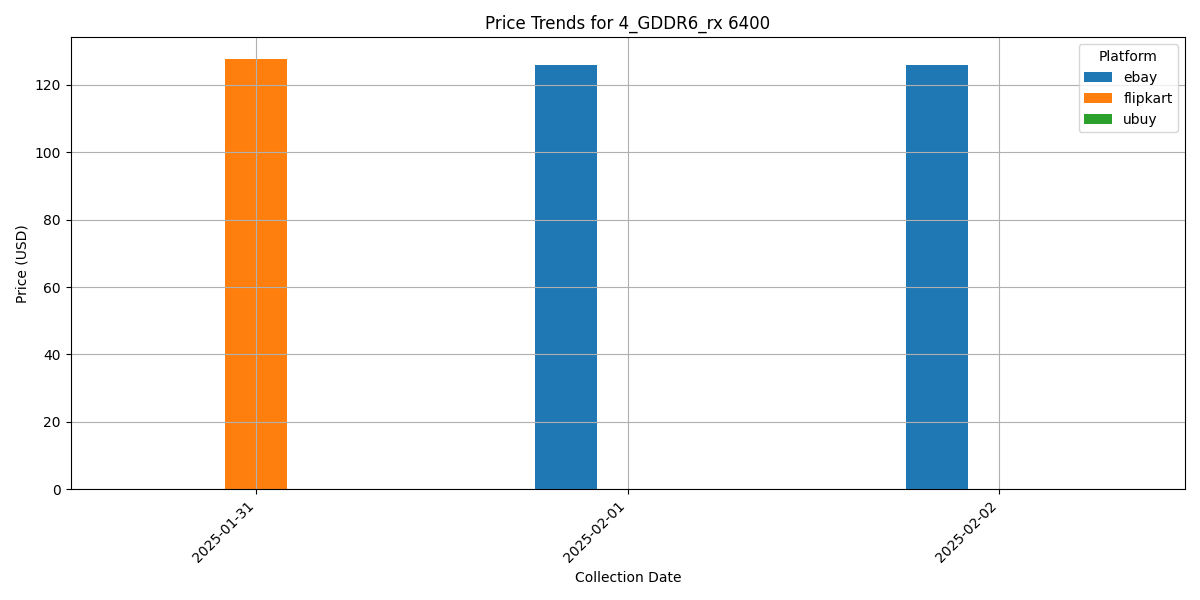 Price Trends for 4_GDDR6_rx 6400
Platform
ebay
flipkart
ubuy
Price (USD)
120
100
80
60
40
20
0
2025-01-31
2025-02-01
2025-02-02
Collection Date